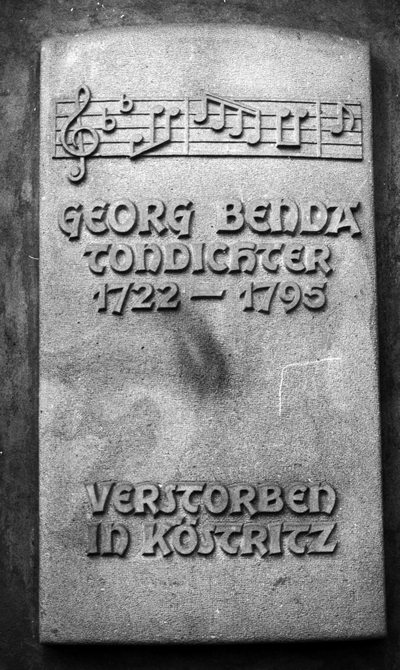 GEORG BENDA
TONDICHTER
1722 – 1795
VERSTORBEN
IN KÖSTRITZ